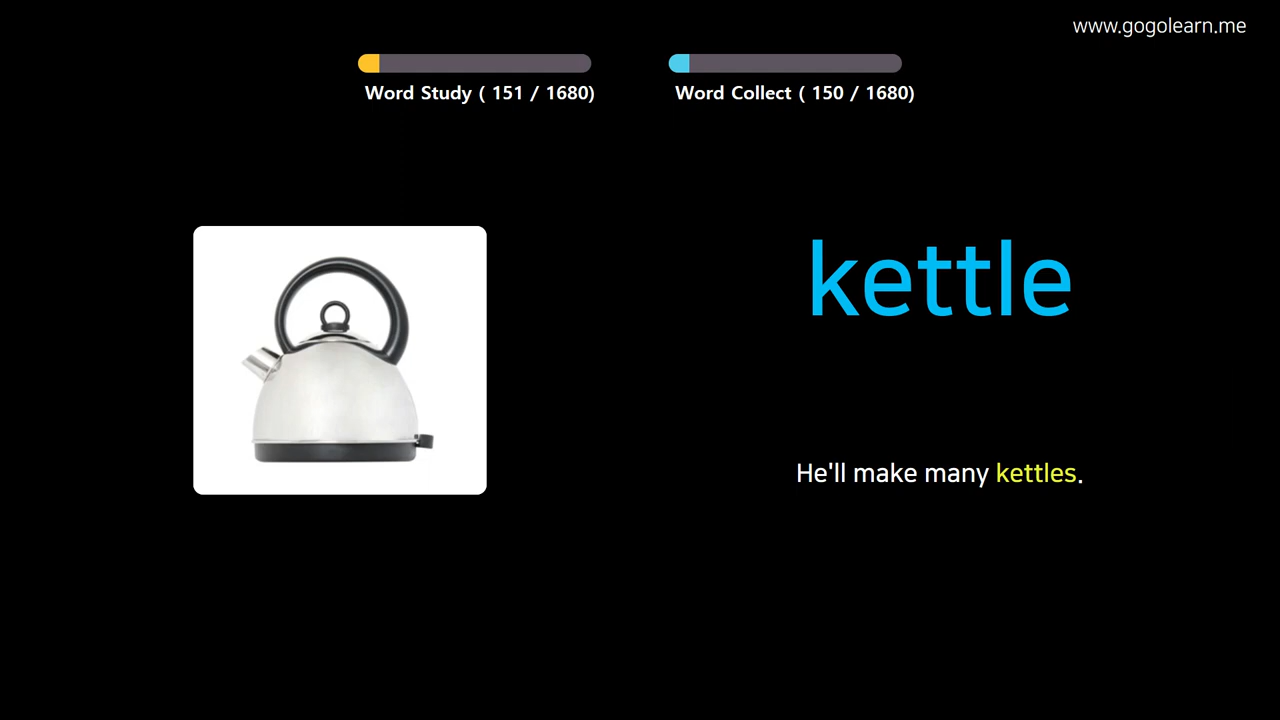 www.gogolearn.me
Word Study ( 151 / 1680)
Word Collect ( 150 / 1680)
kettle
He'll make many kettles.